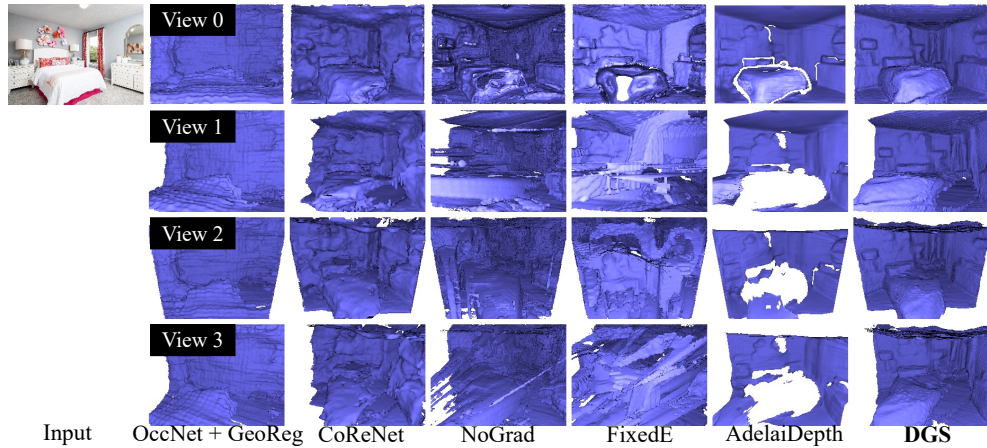 View 0
View 1
View 2
View 3
Input OccNet + GeoReg CoReNet NoGrad FixedE AdelaiDepth DGS